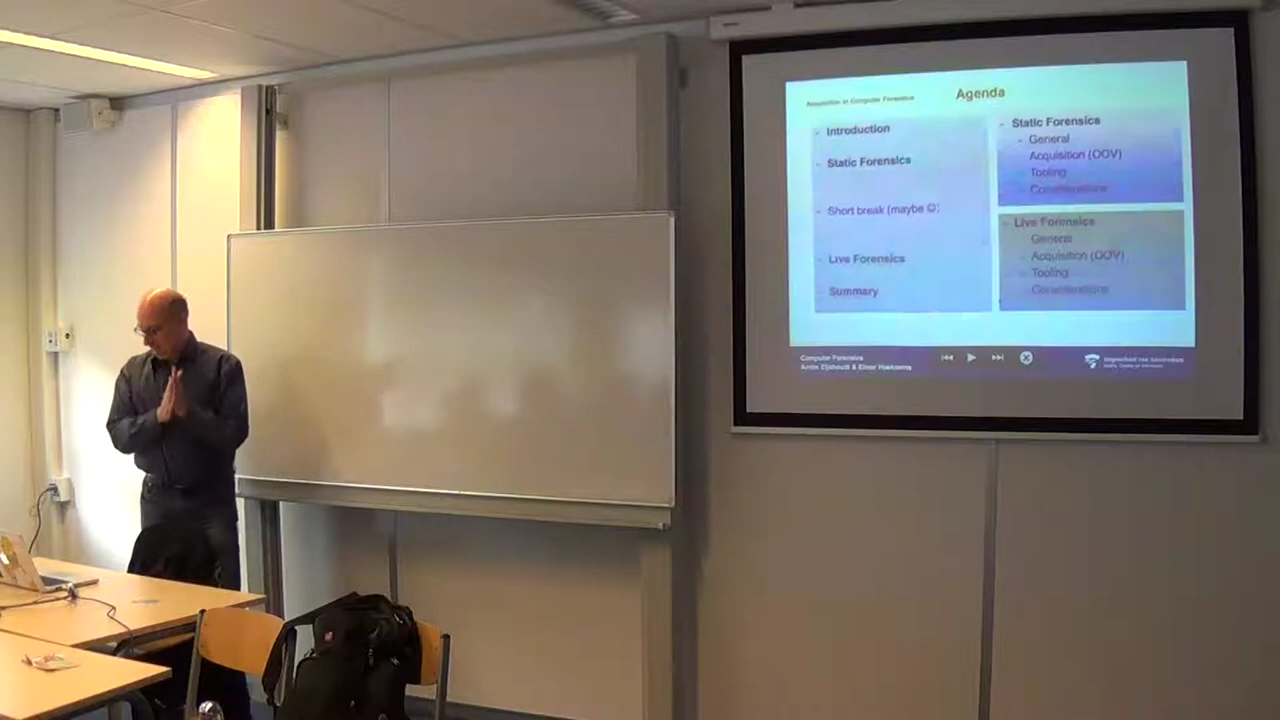 Acquisition in Computer Forensics
Agenda
- Introduction
- Static Forensics
- Short break (maybe ☺)
- Live Forensics
- Summary
- Static Forensics
- General
- Acquisition (OOV)
- Tooling
- Considerations
- Live Forensics
- General
- Acquisition (OOV)
- Tooling
- Considerations
Computer Forensics